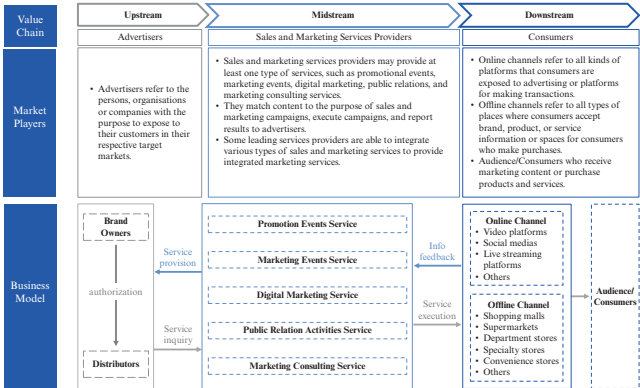 Value
Chain
Upstream
Midstream
Downstream
Advertisers
Sales and Marketing Services Providers
Consumers
Market
Players
• Advertisers refer to the
persons, organisations
or companies with the
purpose to expose to
their customers in their
respective target
markets.
• Sales and marketing services providers may provide at
least one type of services, such as promotional events,
marketing events, digital marketing, public relations, and
marketing consulting services.
• They match content to the purpose of sales and
marketing campaigns, execute campaigns, and report
results to advertisers.
• Some leading services providers are able to integrate
various types of sales and marketing services to provide
integrated marketing services.
• Online channels refer to all kinds of
platforms that consumers are
exposed to advertising or platforms
for making transactions.
• Offline channels refer to all types of
places where consumers accept
brand, product, or service
information or spaces for consumers
who make purchases.
• Audience/Consumers who receive
marketing content or purchase
products and services.
Business
Model
Brand
Owners
authorization
Distributors
Service
provision
Service
inquiry
Promotion Events Service
Marketing Events Service
Digital Marketing Service
Public Relation Activities Service
Marketing Consulting Service
Info
feedback
Service
execution
Online Channel
• Video platforms
• Social medias
• Live streaming
platforms
• Others
Offline Channel
• Shopping malls
• Supermarkets
• Department stores
• Specialty stores
• Convenience stores
• Others
Audience/
Consumers